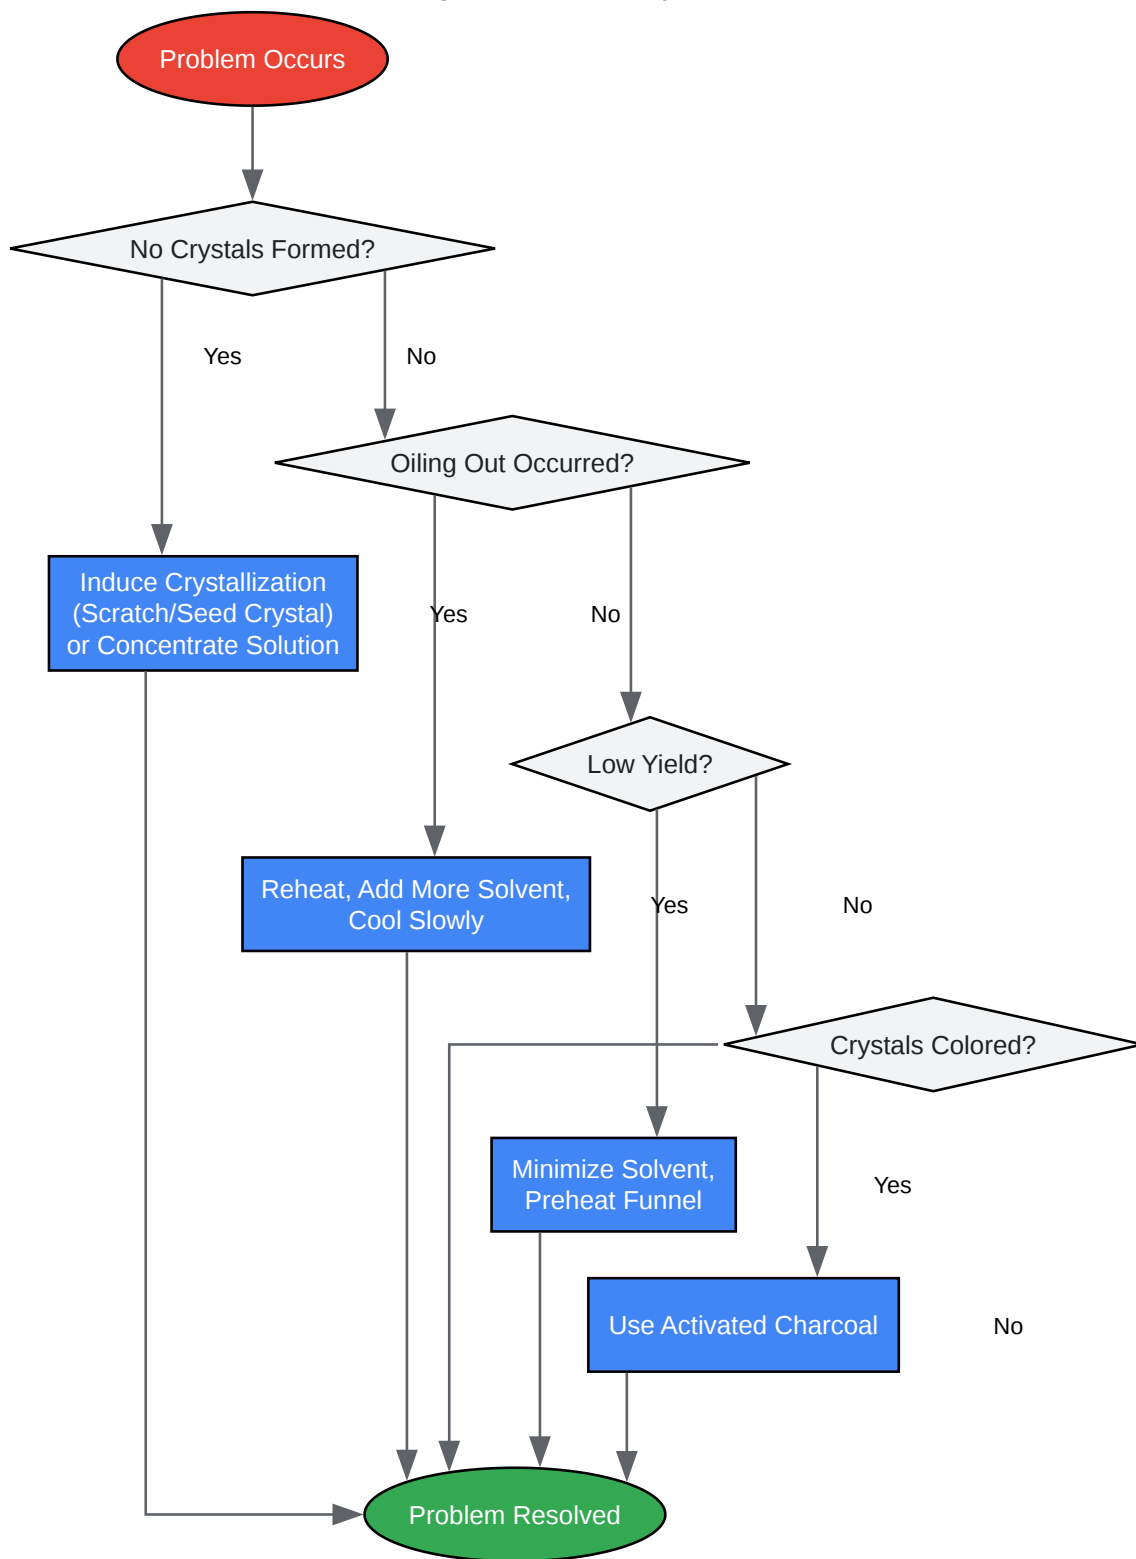 Problem Occurs
No Crystals Formed?
Yes
No
Oiling Out Occurred?
Induce Crystallization
(Scratch/Seed Crystal)
or Concentrate Solution
Yes
No
Low Yield?
Reheat, Add More Solvent,
Cool Slowly
Yes
No
Crystals Colored?
Minimize Solvent,
Preheat Funnel
Yes
Use Activated Charcoal
No
Problem Resolved